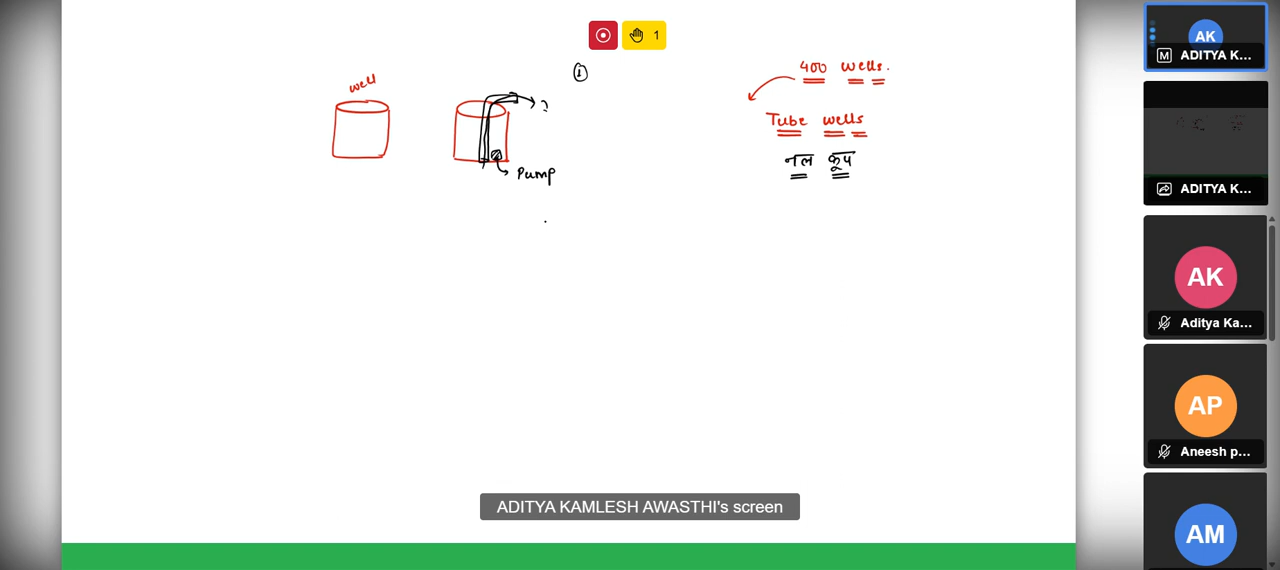 1
①
well
Pump
400 wells.
Tube wells
नल कूप
ADITYA KAMLESH AWASTHI's screen
AK
M ADITYA K...
ADITYA K...
AK
Aditya Ka...
AP
Aneesh p...
AM